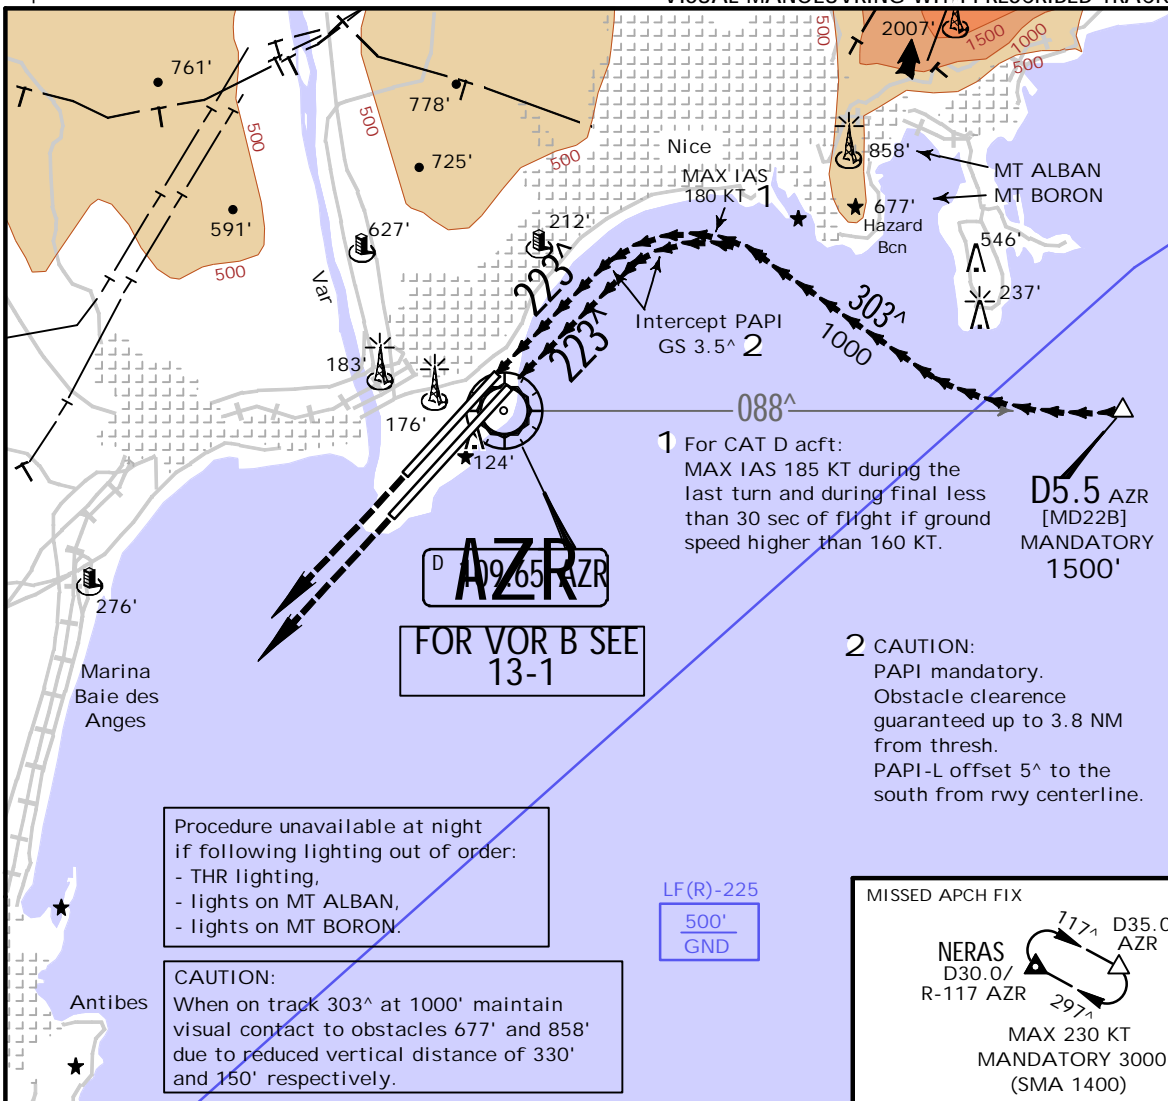 2007'
500
1500
1000
500
761'
778'
500
500
725'
500
591'
500
Nice
MAX IAS
180 KT 1
858'
MT ALBAN
MT BORON
677'
Hazard
Bcn
546'
237'
627'
212'
Var
223^
223^
303^
1000
Intercept PAPI
GS 3.5^ 2
183'
176'
124'
088^
1 For CAT D acft:
MAX IAS 185 KT during the
last turn and during final less
than 30 sec of flight if ground
speed higher than 160 KT.
D5.5 AZR
[MD22B]
MANDATORY
1500'
AZR
D 109.65 AZR
FOR VOR B SEE
13-1
276'
Marina
Baie des
Anges
2 CAUTION:
PAPI mandatory.
Obstacle clearence
guaranteed up to 3.8 NM
from thresh.
PAPI-L offset 5^ to the
south from rwy centerline.
Procedure unavailable at night
if following lighting out of order:
- THR lighting,
- lights on MT ALBAN,
- lights on MT BORON.
LF(R)-225
500'
GND
Antibes
CAUTION:
When on track 303^ at 1000' maintain
visual contact to obstacles 677' and 858'
due to reduced vertical distance of 330'
and 150' respectively.
MISSED APCH FIX
117^
D35.0
AZR
NERAS
D30.0/
R-117 AZR
297^
MAX 230 KT
MANDATORY 3000
(SMA 1400)